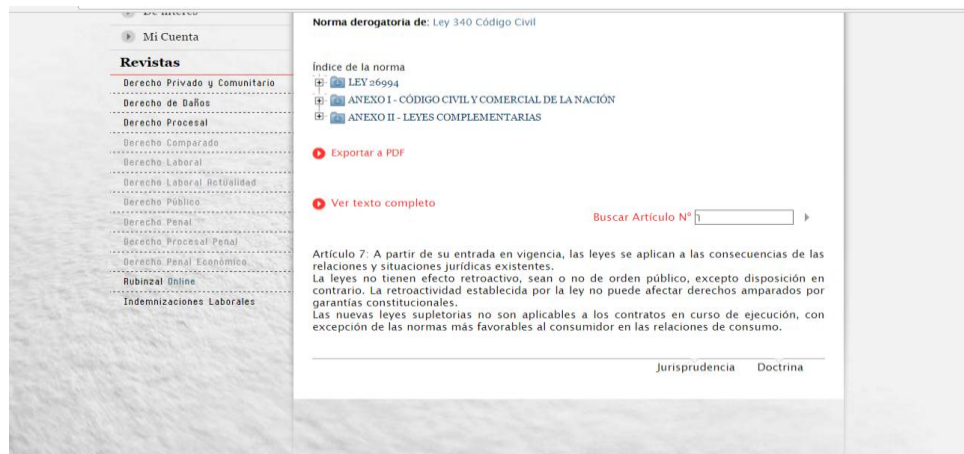 De interés
Mi Cuenta
Revistas
Derecho Privado y Comunitario
Derecho de Daños
Derecho Procesal
Derecho Comparado
Derecho Laboral
Derecho Laboral Actualidad
Derecho Público
Derecho Penal
Derecho Procesal Penal
Derecho Penal Económico
Rubinzal Online
Indemnizaciones Laborales
Norma derogatoria de: Ley 340 Código Civil
Índice de la norma
LEY 26994
ANEXO I - CÓDIGO CIVIL Y COMERCIAL DE LA NACIÓN
ANEXO II - LEYES COMPLEMENTARIAS
Exportar a PDF
Ver texto completo
Buscar Artículo Nº
Artículo 7: A partir de su entrada en vigencia, las leyes se aplican a las consecuencias de las
relaciones y situaciones jurídicas existentes.
La leyes no tienen efecto retroactivo, sean o no de orden público, excepto disposición en
contrario. La retroactividad establecida por la ley no puede afectar derechos amparados por
garantías constitucionales.
Las nuevas leyes supletorias no son aplicables a los contratos en curso de ejecución, con
excepción de las normas más favorables al consumidor en las relaciones de consumo.
Jurisprudencia Doctrina